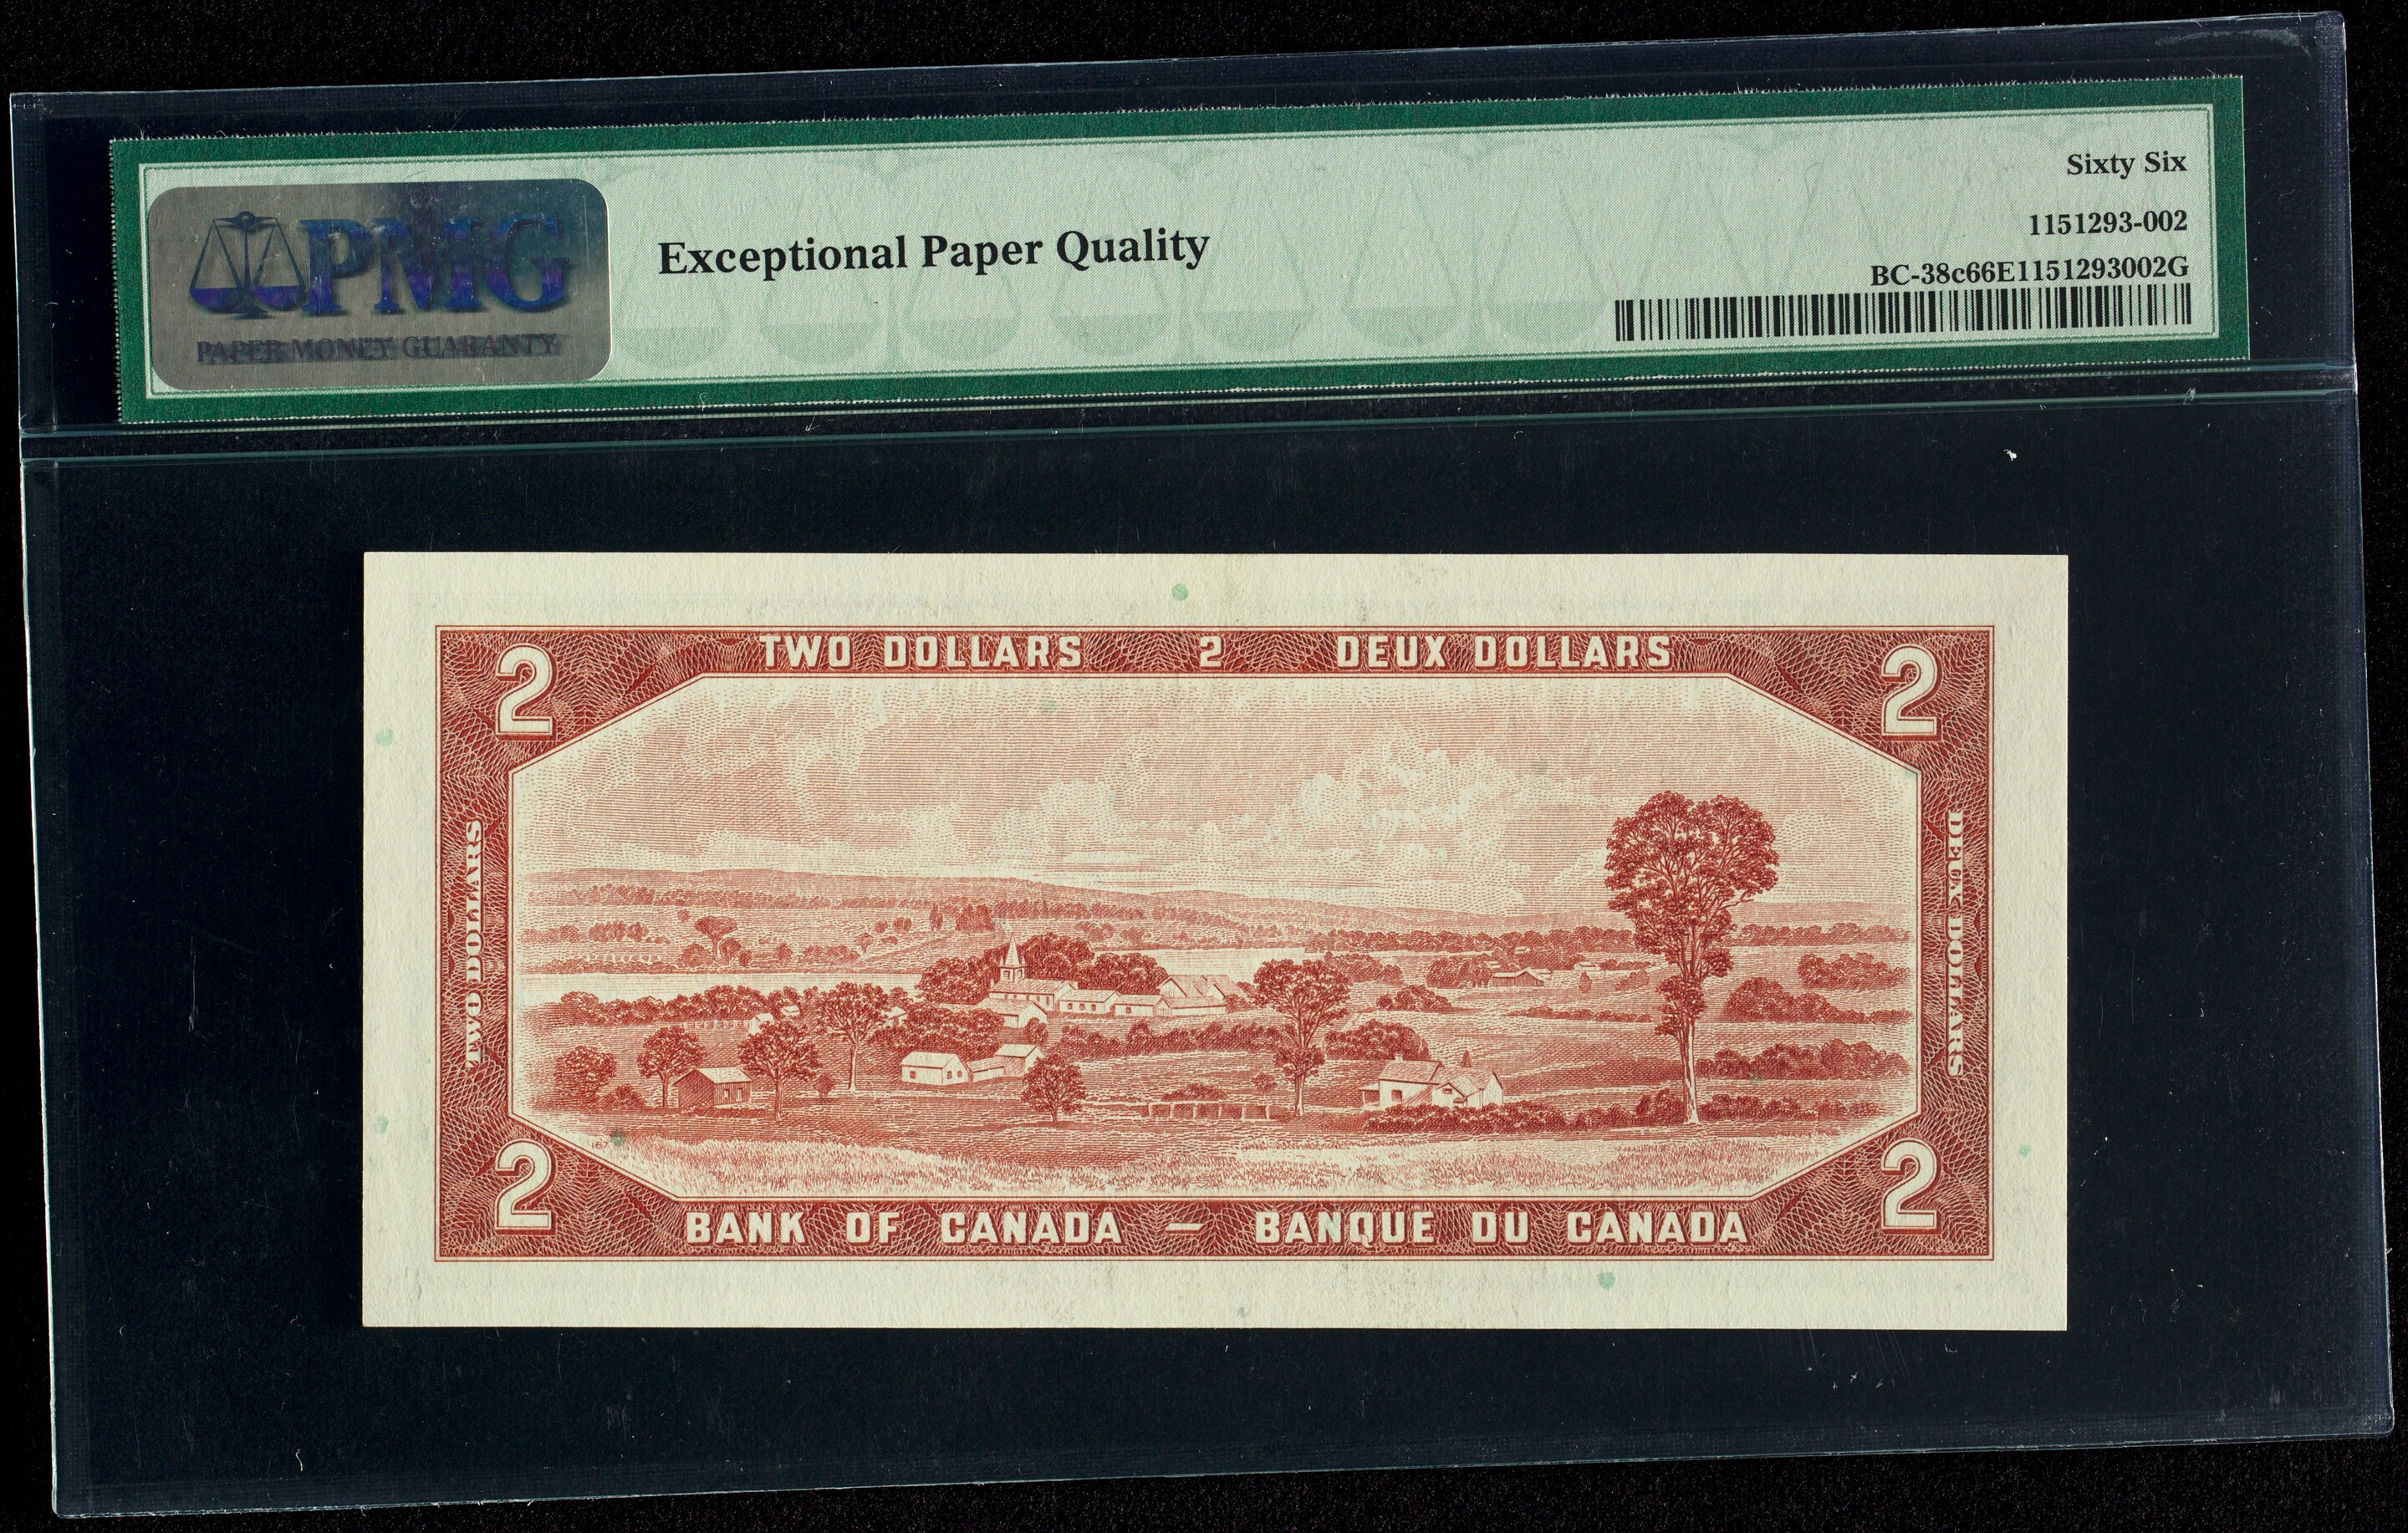 PMG
PAPER MONEY GUARANTY
Exceptional Paper Quality
Sixty Six
1151293-002
BC-38c66E1151293002G
2 TWO DOLLARS 2 DEUX DOLLARS 2
TWO DOLLARS
DEUX DOLLARS
2 BANK OF CANADA — BANQUE DU CANADA 2